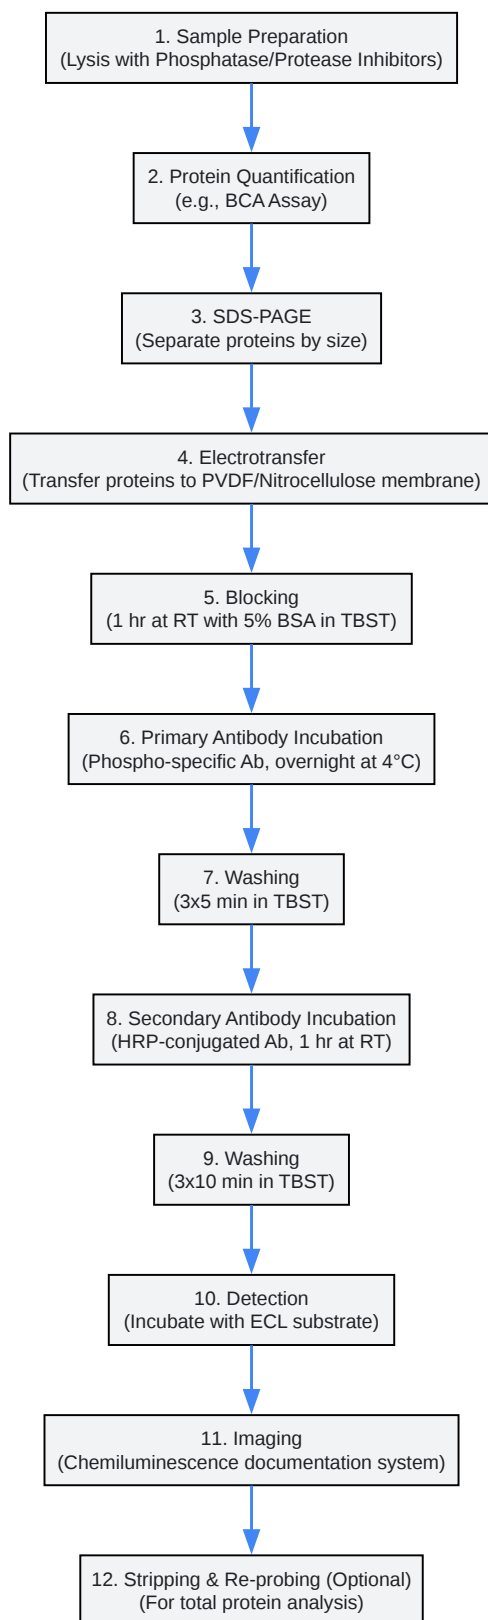 1. Sample Preparation
(Lysis with Phosphatase/Protease Inhibitors)
2. Protein Quantification
(e.g., BCA Assay)
3. SDS-PAGE
(Separate proteins by size)
4. Electrotransfer
(Transfer proteins to PVDF/Nitrocellulose membrane)
5. Blocking
(1 hr at RT with 5% BSA in TBST)
6. Primary Antibody Incubation
(Phospho-specific Ab, overnight at 4°C)
7. Washing
(3x5 min in TBST)
8. Secondary Antibody Incubation
(HRP-conjugated Ab, 1 hr at RT)
9. Washing
(3x10 min in TBST)
10. Detection
(Incubate with ECL substrate)
11. Imaging
(Chemiluminescence documentation system)
12. Stripping & Re-probing (Optional)
(For total protein analysis)